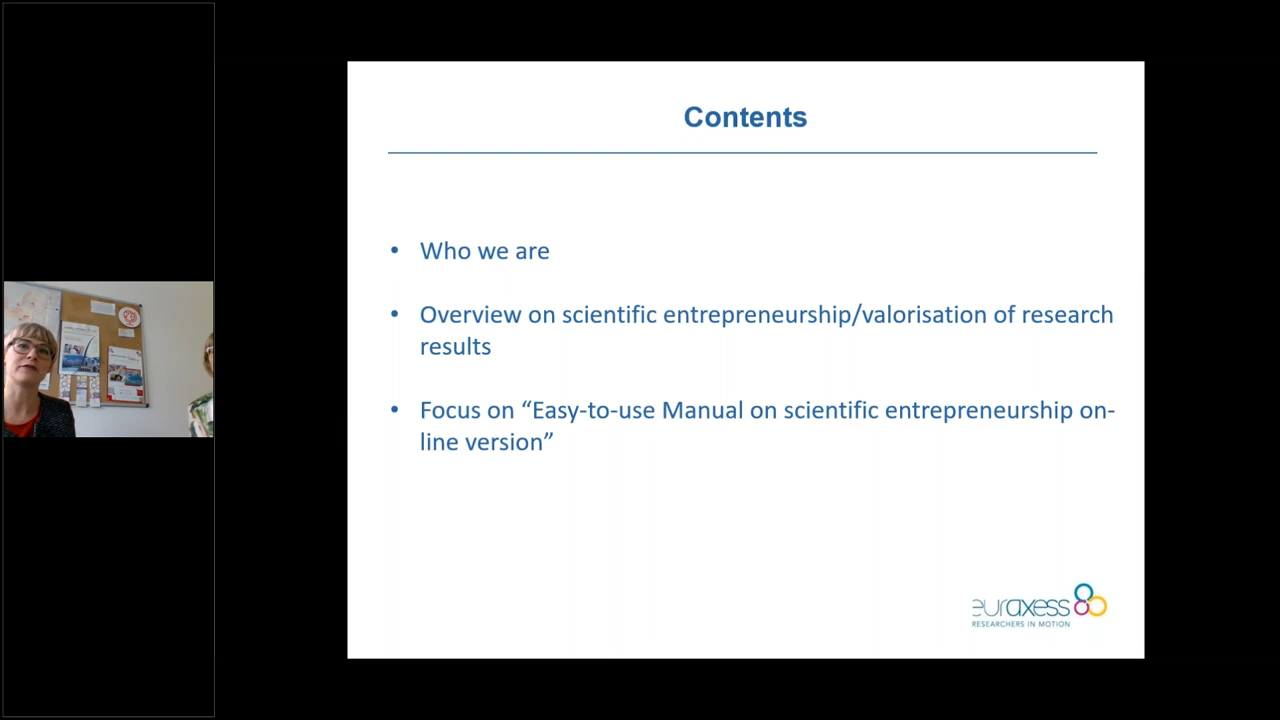 Contents
• Who we are
• Overview on scientific entrepreneurship/valorisation of research
results
• Focus on “Easy-to-use Manual on scientific entrepreneurship on-
line version”
euraxess
RESEARCHERS IN MOTION